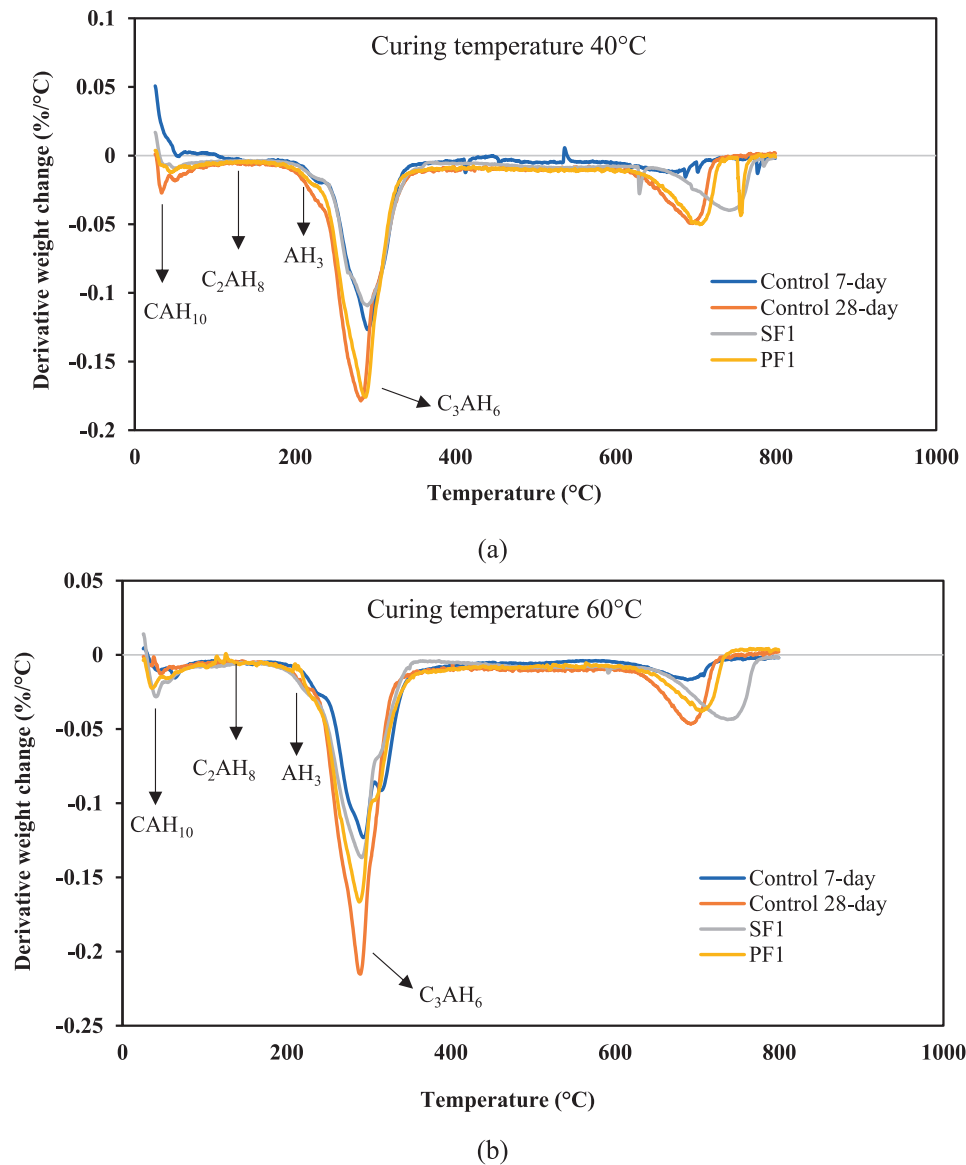 Curing temperature 40°C
Derivative weight change (%/°C)
0.1
0.05
0
-0.05
-0.1
-0.15
-0.2
CAH₁₀
C₂AH₈
AH₃
C₃AH₆
Control 7-day
Control 28-day
SF1
PF1
0 200 400 600 800 1000
Temperature (°C)
(a)
Curing temperature 60°C
Derivative weight change (%/°C)
0.05
0
-0.05
-0.1
-0.15
-0.2
-0.25
CAH₁₀
C₂AH₈
AH₃
C₃AH₆
Control 7-day
Control 28-day
SF1
PF1
0 200 400 600 800 1000
Temperature (°C)
(b)